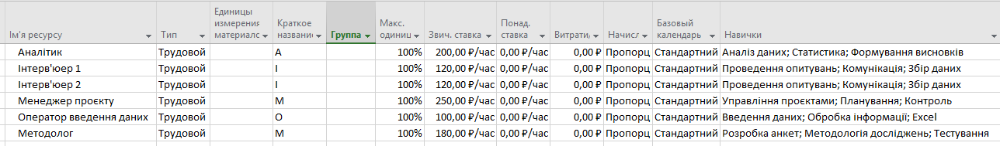 Ім'я ресурсу Тип Единицы измерения материало Краткое названи Группа Макс. одиниц Звич. ставка Понад. ставка Витрати/ Начисл Базовый календарь Навички
Аналітик Трудовой А 100% 200,00 ₽/час 0,00 ₽/час 0,00 ₽ Пропорц Стандартний Аналіз даних; Статистика; Формування висновків
Інтерв'юер 1 Трудовой І 100% 120,00 ₽/час 0,00 ₽/час 0,00 ₽ Пропорц Стандартний Проведення опитувань; Комунікація; Збір даних
Інтерв'юер 2 Трудовой І 100% 120,00 ₽/час 0,00 ₽/час 0,00 ₽ Пропорц Стандартний Проведення опитувань; Комунікація; Збір даних
Менеджер проєкту Трудовой М 100% 250,00 ₽/час 0,00 ₽/час 0,00 ₽ Пропорц Стандартний Управління проєктами; Планування; Контроль
Оператор введення даних Трудовой О 100% 100,00 ₽/час 0,00 ₽/час 0,00 ₽ Пропорц Стандартний Введення даних; Обробка інформації; Excel
Методолог Трудовой М 100% 180,00 ₽/час 0,00 ₽/час 0,00 ₽ Пропорц Стандартний Розробка анкет; Методологія досліджень; Тестування